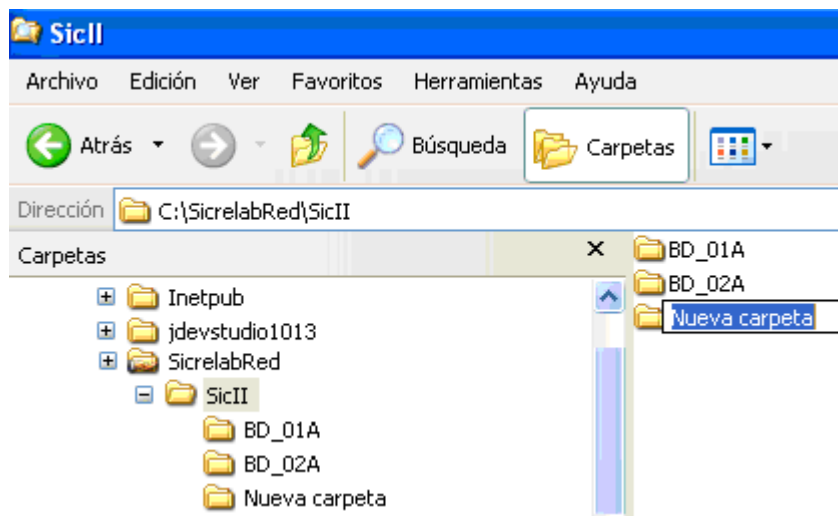 SicII
Archivo Edición Ver Favoritos Herramientas Ayuda
Atrás Búsqueda Carpetas
Dirección C:\SicrelabRed\SicII
Carpetas
Inetpub
jdevstudio1013
SicrelabRed
SicII
BD_01A
BD_02A
Nueva carpeta
BD_01A
BD_02A
Nueva carpeta